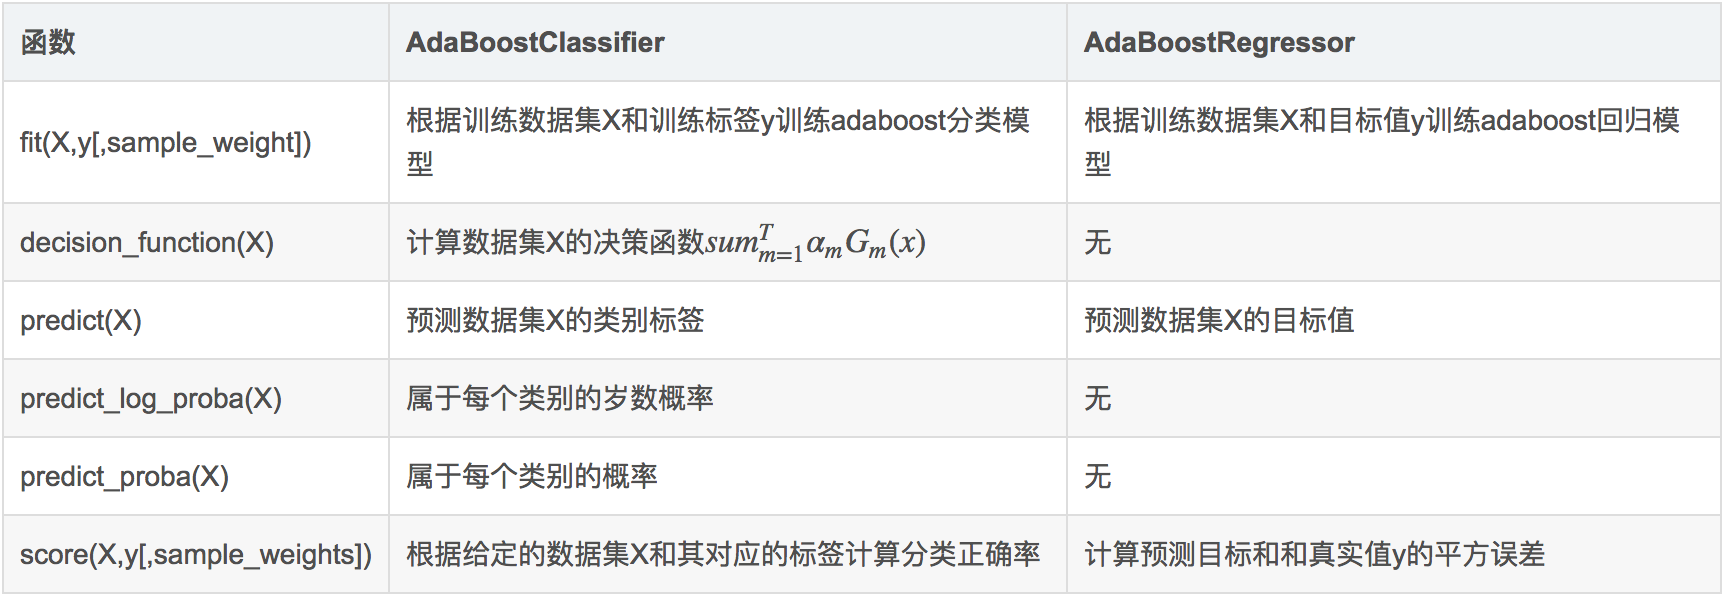 函数 AdaBoostClassifier AdaBoostRegressor
fit(X,y[,sample_weight]) 根据训练数据集X和训练标签y训练adaboost分类模 根据训练数据集X和目标值y训练adaboost回归模
型 型
decision_function(X) 计算数据集X的决策函数$sum_{m=1}^{T}\alpha_m G_m(x)$ 无
predict(X) 预测数据集X的类别标签 预测数据集X的目标值
predict_log_proba(X) 属于每个类别的岁数概率 无
predict_proba(X) 属于每个类别的概率 无
score(X,y[,sample_weights]) 根据给定的数据集X和其对应的标签计算分类正确率 计算预测目标和和真实值y的平方误差